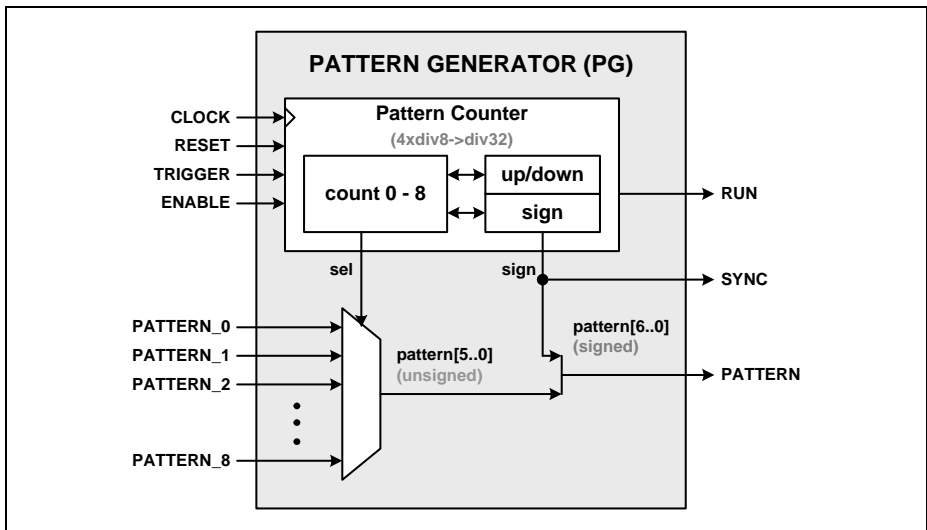 PATTERN GENERATOR (PG)
Pattern Counter
(4xdiv8->div32)
CLOCK
RESET
TRIGGER
ENABLE
count 0 - 8
up/down
sign
RUN
sel
sign
SYNC
PATTERN_0
PATTERN_1
PATTERN_2
PATTERN_8
pattern[5..0]
(unsigned)
pattern[6..0]
(signed)
PATTERN